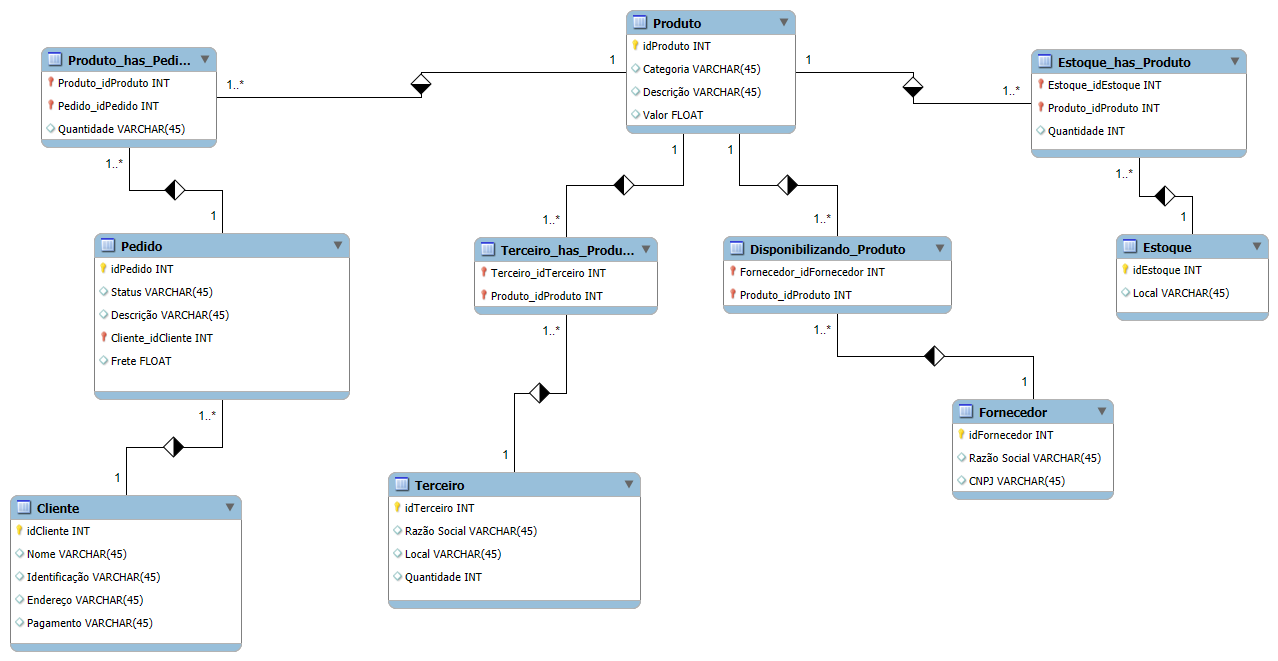 Produto
idProduto INT
Categoria VARCHAR(45)
Descrição VARCHAR(45)
Valor FLOAT
1
1
1
1
Produto_has_Pedi...
Produto_idProduto INT
Pedido_idPedido INT
Quantidade VARCHAR(45)
1..*
1..*
1
Estoque_has_Produto
Estoque_idEstoque INT
Produto_idProduto INT
Quantidade INT
1..*
1..*
1
Pedido
idPedido INT
Status VARCHAR(45)
Descrição VARCHAR(45)
Cliente_idCliente INT
Frete FLOAT
1..*
1
Terceiro_has_Produ...
Terceiro_idTerceiro INT
Produto_idProduto INT
1..*
1..*
1
Disponibilizando_Produto
Fornecedor_idFornecedor INT
Produto_idProduto INT
1..*
1..*
1
Estoque
idEstoque INT
Local VARCHAR(45)
Fornecedor
idFornecedor INT
Razão Social VARCHAR(45)
CNPJ VARCHAR(45)
Terceiro
idTerceiro INT
Razão Social VARCHAR(45)
Local VARCHAR(45)
Quantidade INT
Cliente
idCliente INT
Nome VARCHAR(45)
Identificação VARCHAR(45)
Endereço VARCHAR(45)
Pagamento VARCHAR(45)